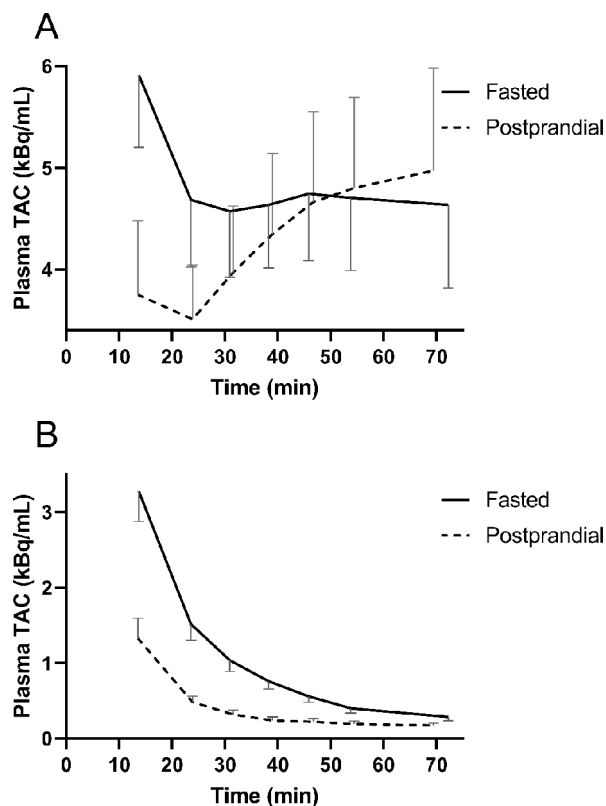 A
Plasma TAC (kBq/mL)
6
5
4
0 10 20 30 40 50 60 70
Time (min)
Fasted
Postprandial
B
Plasma TAC (kBq/mL)
3
2
1
0
0 10 20 30 40 50 60 70
Time (min)
Fasted
Postprandial